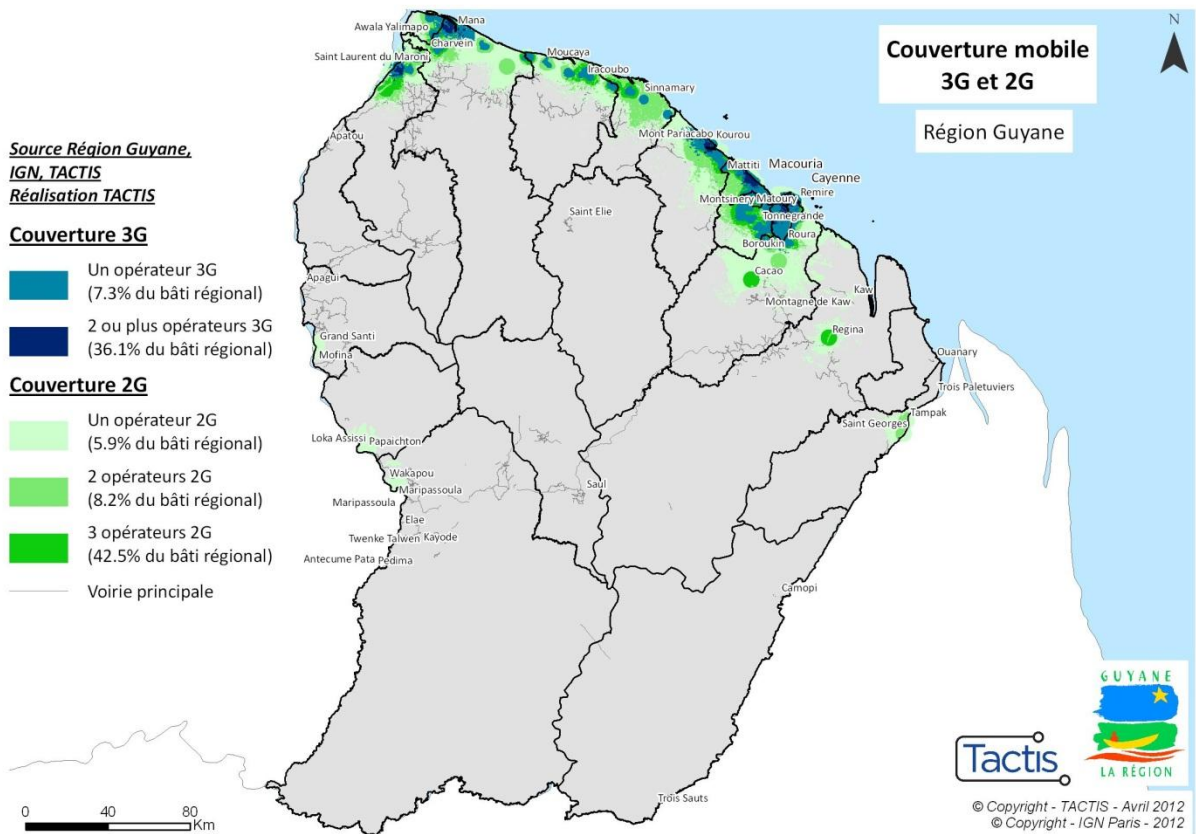 Couverture mobile
3G et 2G
Région Guyane
N
Source Région Guyane,
IGN, TACTIS
Réalisation TACTIS
Couverture 3G
Un opérateur 3G
(7.3% du bâti régional)
2 ou plus opérateurs 3G
(36.1% du bâti régional)
Couverture 2G
Un opérateur 2G
(5.9% du bâti régional)
2 opérateurs 2G
(8.2% du bâti régional)
3 opérateurs 2G
(42.5% du bâti régional)
Voirie principale
Mana
Awala Yalimapo
Charvein
Saint Laurent du Maroni
Moucaya
Iracoubo
Sinnamary
Apatou
Mont Pariacabo
Kourou
Mattiti
Macouria
Cayenne
Remire
Montsinery
Matoury
Tonnegrande
Roura
Boroukin
Saint Elie
Cacao
Montagne de Kaw
Kaw
Apagui
Regina
Grand Santi
Mofina
Ouanary
Trois Paletuviers
Tampak
Saint Georges
Loka Assissi
Papaichton
Wakapou
Maripassoula
Maripassoula
Saul
Elae
Twenke Talwen
Kayode
Antecume Pata
Pedima
Camopi
Trois Sauts
0 40 80
Km
Tactis
GUYANE
LA RÉGION
© Copyright - TACTIS - Avril 2012
© Copyright - IGN Paris - 2012